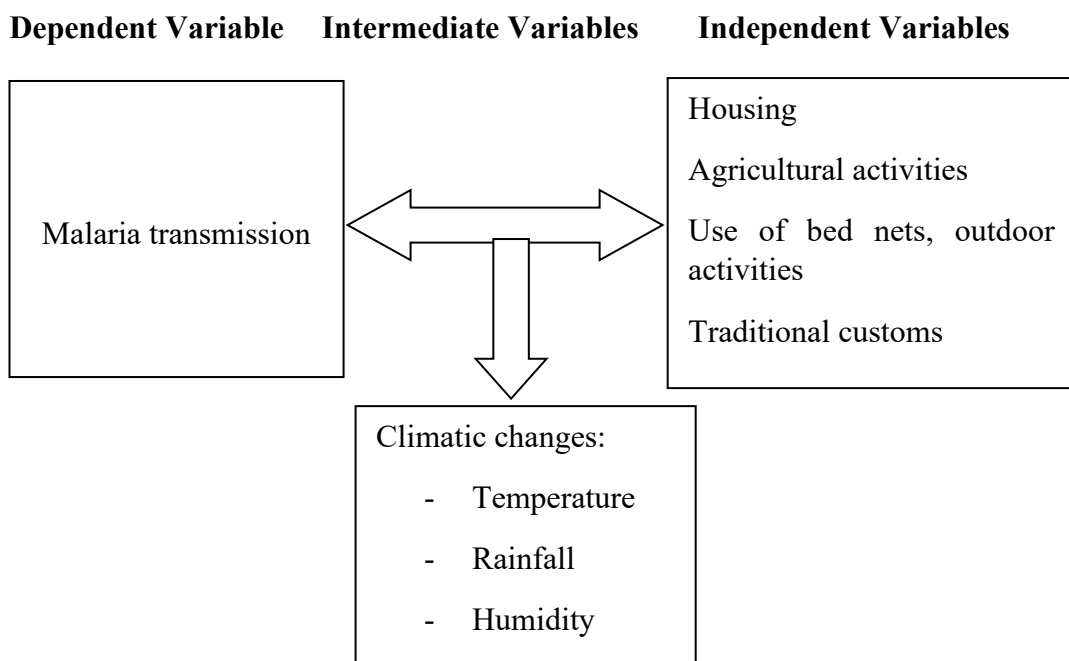 Dependent Variable Intermediate Variables Independent Variables
Malaria transmission
Housing
Agricultural activities
Use of bed nets, outdoor
activities
Traditional customs
Climatic changes:
- Temperature
- Rainfall
- Humidity